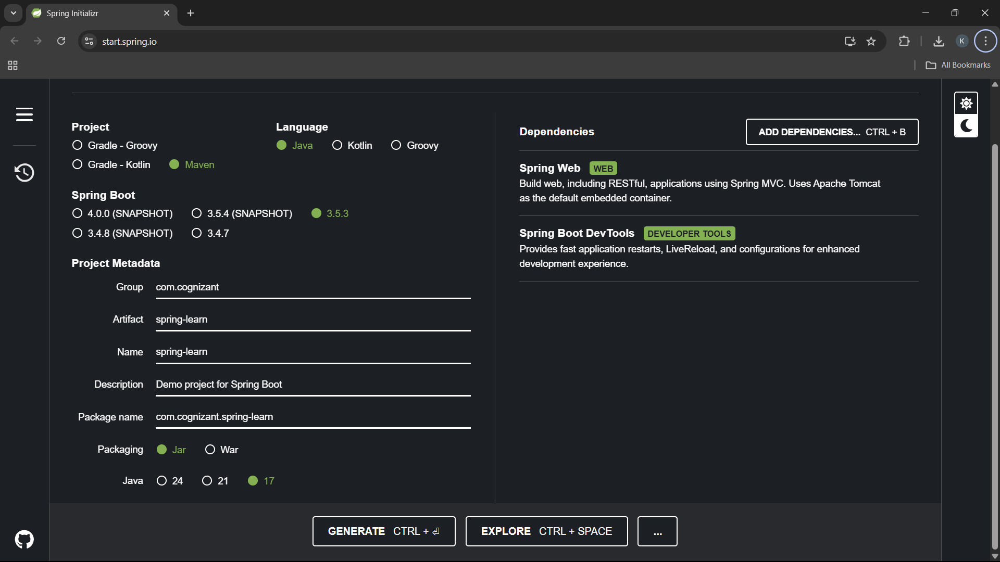 Spring Initializr
start.spring.io
K
All Bookmarks
Project
Gradle - Groovy
Gradle - Kotlin
Maven
Language
Java
Kotlin
Groovy
Spring Boot
4.0.0 (SNAPSHOT)
3.5.4 (SNAPSHOT)
3.5.3
3.4.8 (SNAPSHOT)
3.4.7
Project Metadata
Group com.cognizant
Artifact spring-learn
Name spring-learn
Description Demo project for Spring Boot
Package name com.cognizant.spring-learn
Packaging Jar War
Java 24 21 17
Dependencies
ADD DEPENDENCIES... CTRL + B
Spring Web WEB
Build web, including RESTful, applications using Spring MVC. Uses Apache Tomcat
as the default embedded container.
Spring Boot DevTools DEVELOPER TOOLS
Provides fast application restarts, LiveReload, and configurations for enhanced
development experience.
GENERATE CTRL + ⏎
EXPLORE CTRL + SPACE
...